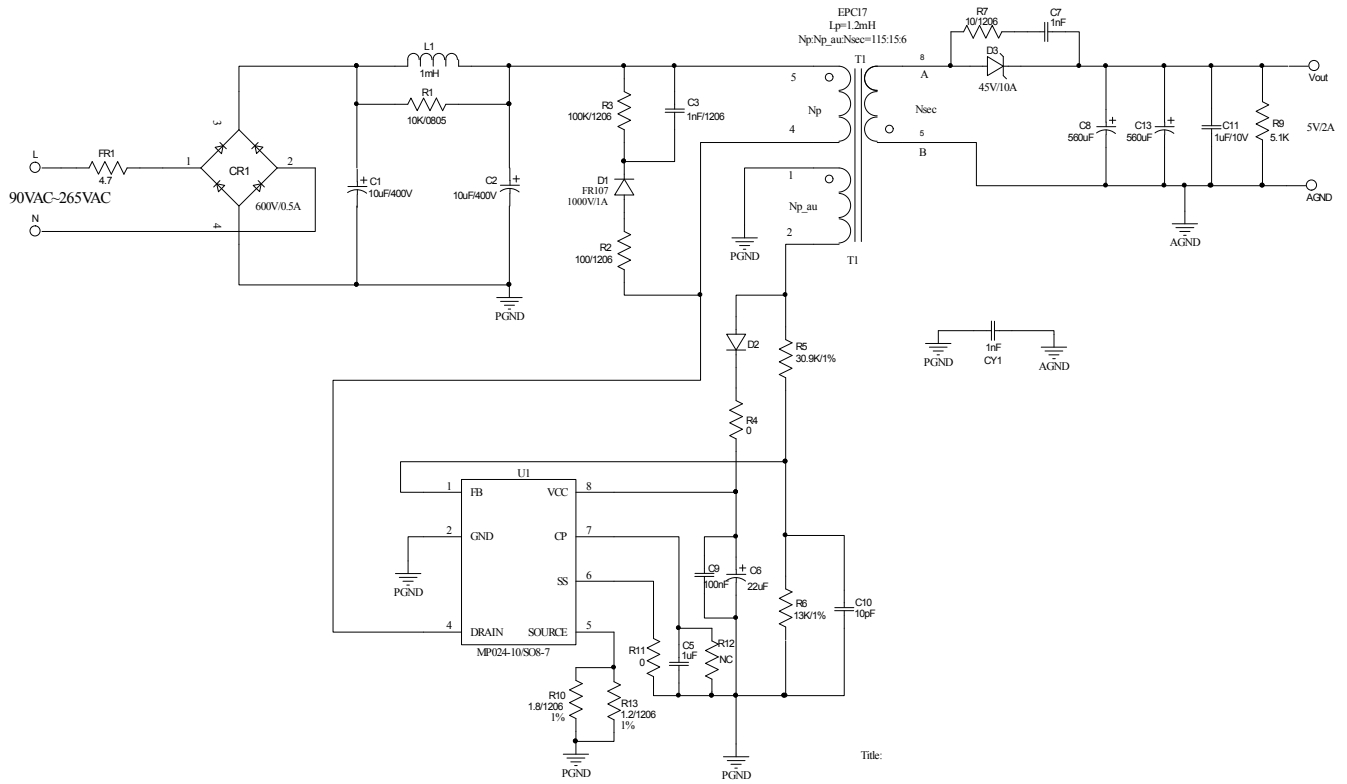 EPC17
Lp=1.2mH
Np:Np_au:Nsec=115:15:6
R7
10/1206
C7
1nF
L1
1mH
R1
10K/0805
T1
8
A
D3
45V/10A
Vout
5
Np
4
Nsec
5
B
R3
100K/1206
C3
1nF/1206
C8
560uF
C13
560uF
C11
1uF/10V
R9
5.1K
5V/2A
3
L
FR1
4.7
1
CR1
2
90VAC~265VAC
600V/0.5A
N
4
C1
10uF/400V
C2
10uF/400V
D1
FR107
1000V/1A
1
Np_au
2
T1
R2
100/1206
AGND
AGND
PGND
PGND
D2
R5
30.9K/1%
1nF
CY1
PGND
AGND
R4
0
U1
1
FB
VCC
8
2
GND
CP
7
SS
6
4
DRAIN
SOURCE
5
MP024-10/SO8-7
PGND
C9
100nF
C6
22uF
R6
13K/1%
C10
10pF
R11
0
C5
1uF
R12
NC
R10
1.8/1206
1%
R13
1.2/1206
1%
PGND
PGND
Title: